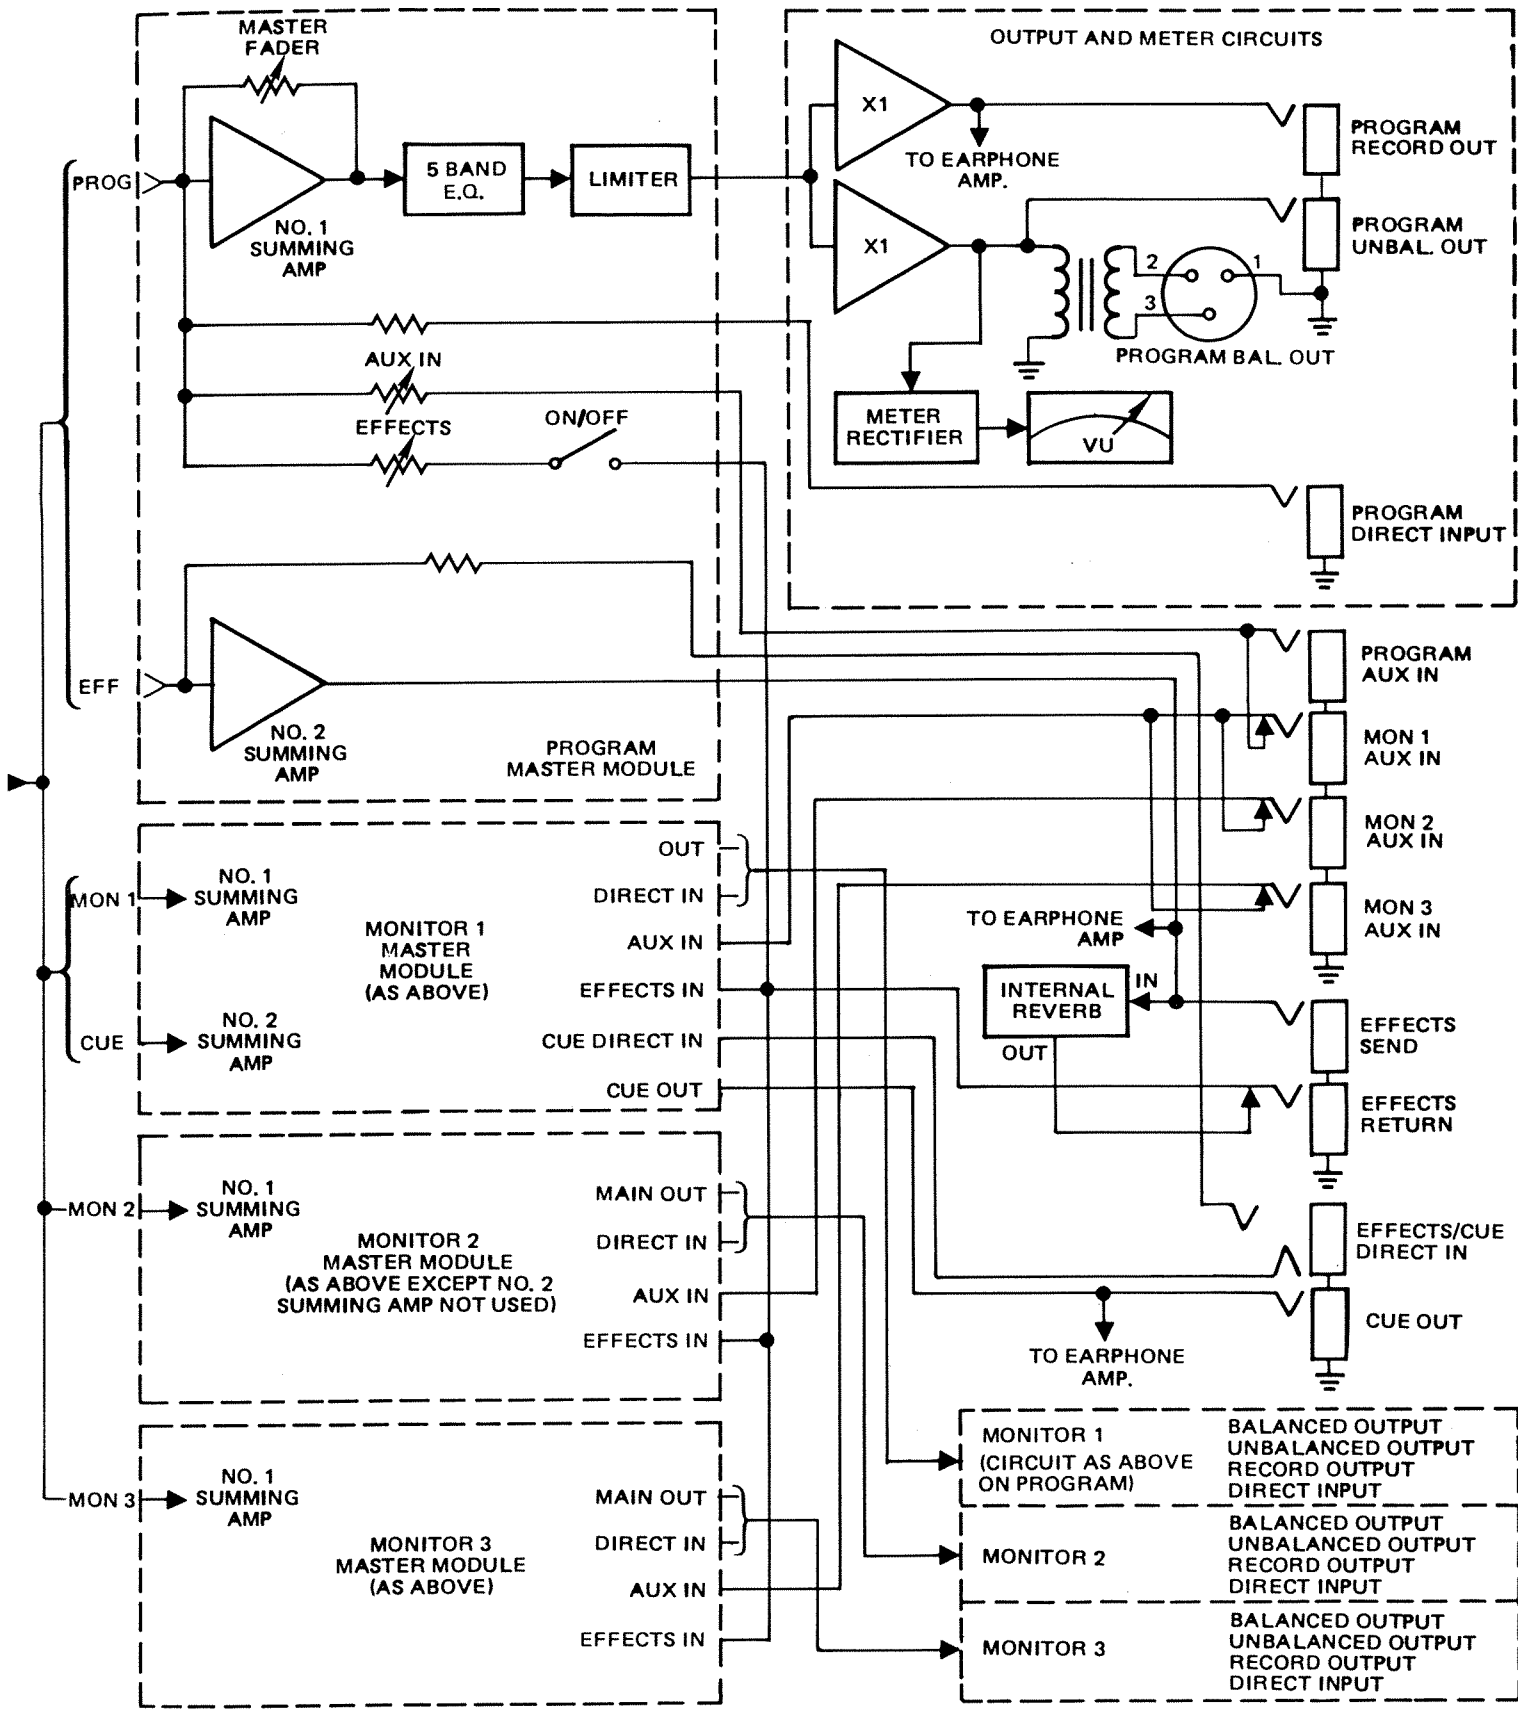 MASTER
FADER
PROG
NO. 1
SUMMING
AMP
5 BAND
E.Q.
LIMITER
AUX IN
EFFECTS
ON/OFF
EFF
NO. 2
SUMMING
AMP
PROGRAM
MASTER MODULE
OUTPUT AND METER CIRCUITS
X1
TO EARPHONE
AMP.
X1
2
1
3
PROGRAM BAL. OUT
METER
RECTIFIER
VU
PROGRAM
RECORD OUT
PROGRAM
UNBAL. OUT
PROGRAM
DIRECT INPUT
PROGRAM
AUX IN
MON 1
AUX IN
MON 2
AUX IN
MON 3
AUX IN
TO EARPHONE
AMP
INTERNAL
REVERB
IN
OUT
EFFECTS
SEND
EFFECTS
RETURN
EFFECTS/CUE
DIRECT IN
CUE OUT
TO EARPHONE
AMP.
MON 1
NO. 1
SUMMING
AMP
MONITOR 1
MASTER
MODULE
(AS ABOVE)
CUE
NO. 2
SUMMING
AMP
OUT
DIRECT IN
AUX IN
EFFECTS IN
CUE DIRECT IN
CUE OUT
MON 2
NO. 1
SUMMING
AMP
MONITOR 2
MASTER MODULE
(AS ABOVE EXCEPT NO. 2
SUMMING AMP NOT USED)
MAIN OUT
DIRECT IN
AUX IN
EFFECTS IN
MON 3
NO. 1
SUMMING
AMP
MONITOR 3
MASTER MODULE
(AS ABOVE)
MAIN OUT
DIRECT IN
AUX IN
EFFECTS IN
MONITOR 1
(CIRCUIT AS ABOVE
ON PROGRAM)
BALANCED OUTPUT
UNBALANCED OUTPUT
RECORD OUTPUT
DIRECT INPUT
MONITOR 2
BALANCED OUTPUT
UNBALANCED OUTPUT
RECORD OUTPUT
DIRECT INPUT
MONITOR 3
BALANCED OUTPUT
UNBALANCED OUTPUT
RECORD OUTPUT
DIRECT INPUT